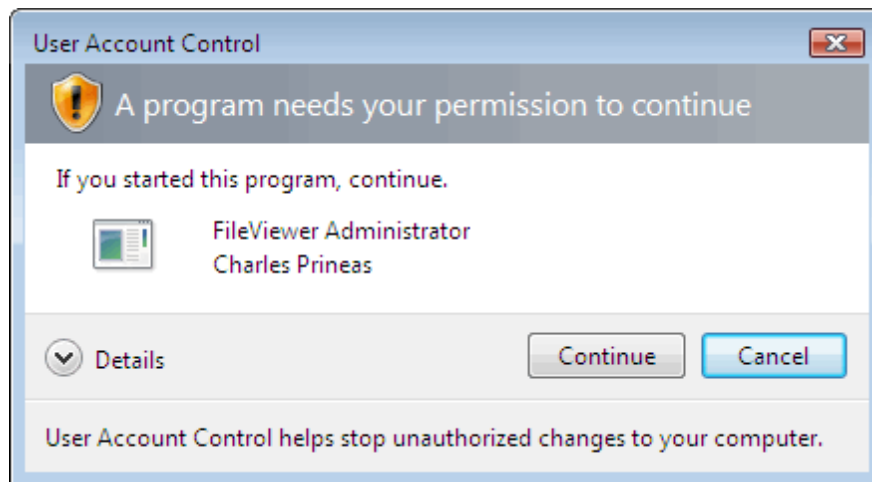 User Account Control
A program needs your permission to continue
If you started this program, continue.
FileViewer Administrator
Charles Prineas
Details
Continue
Cancel
User Account Control helps stop unauthorized changes to your computer.